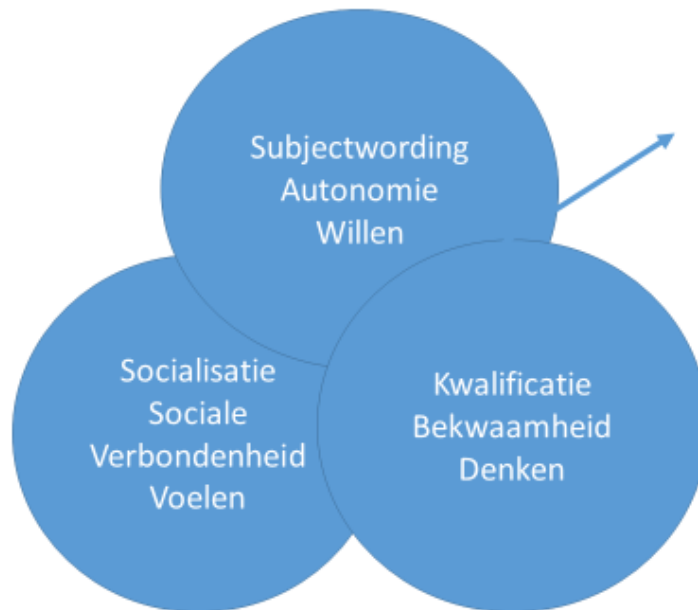 Subjectwording
Autonomie
Willen
Socialisatie
Sociale
Verbondenheid
Voelen
Kwalificatie
Bekwaamheid
Denken